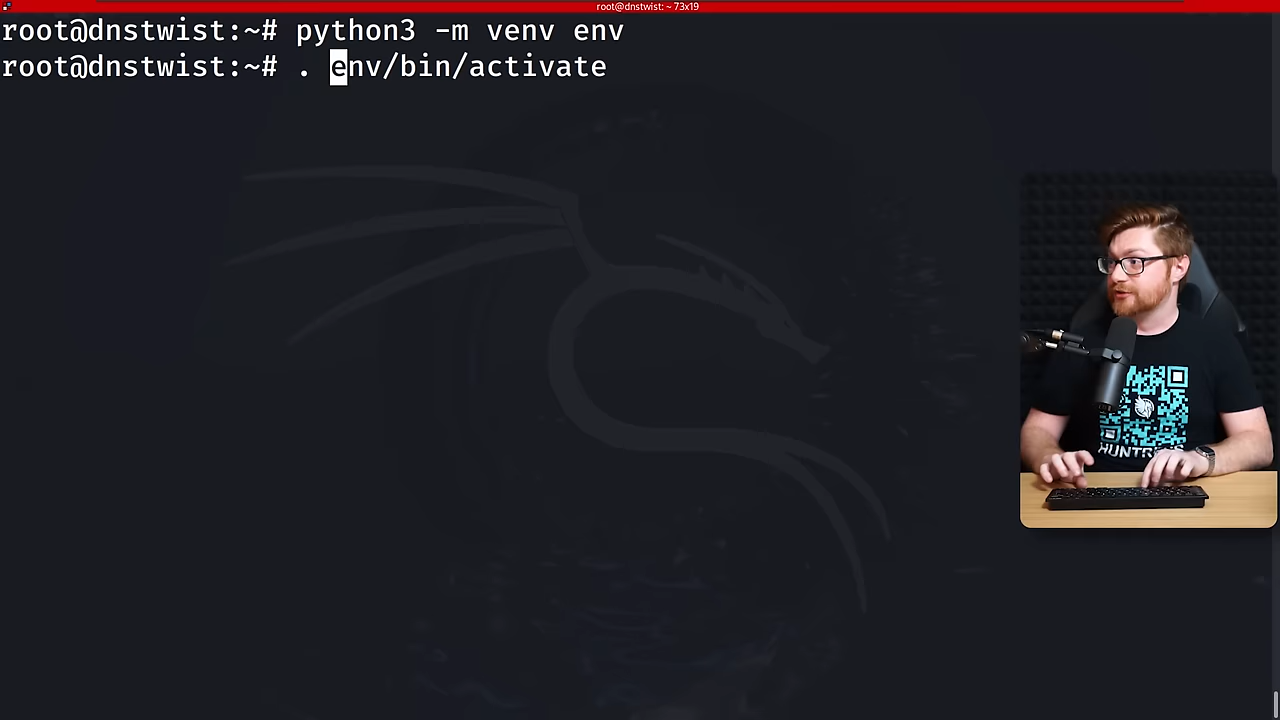 root@dnstwist: ~ 73x19
root@dnstwist:~# python3 -m venv env
root@dnstwist:~# . env/bin/activate
HUNTRESS